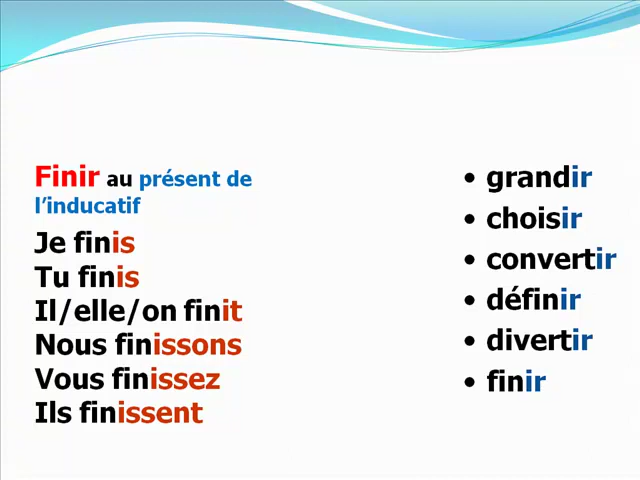 Finir au présent de
l'inducatif
Je finis
Tu finis
Il/elle/on finit
Nous finissons
Vous finissez
Ils finissent
• grandir
• choisir
• convertir
• définir
• divertir
• finir